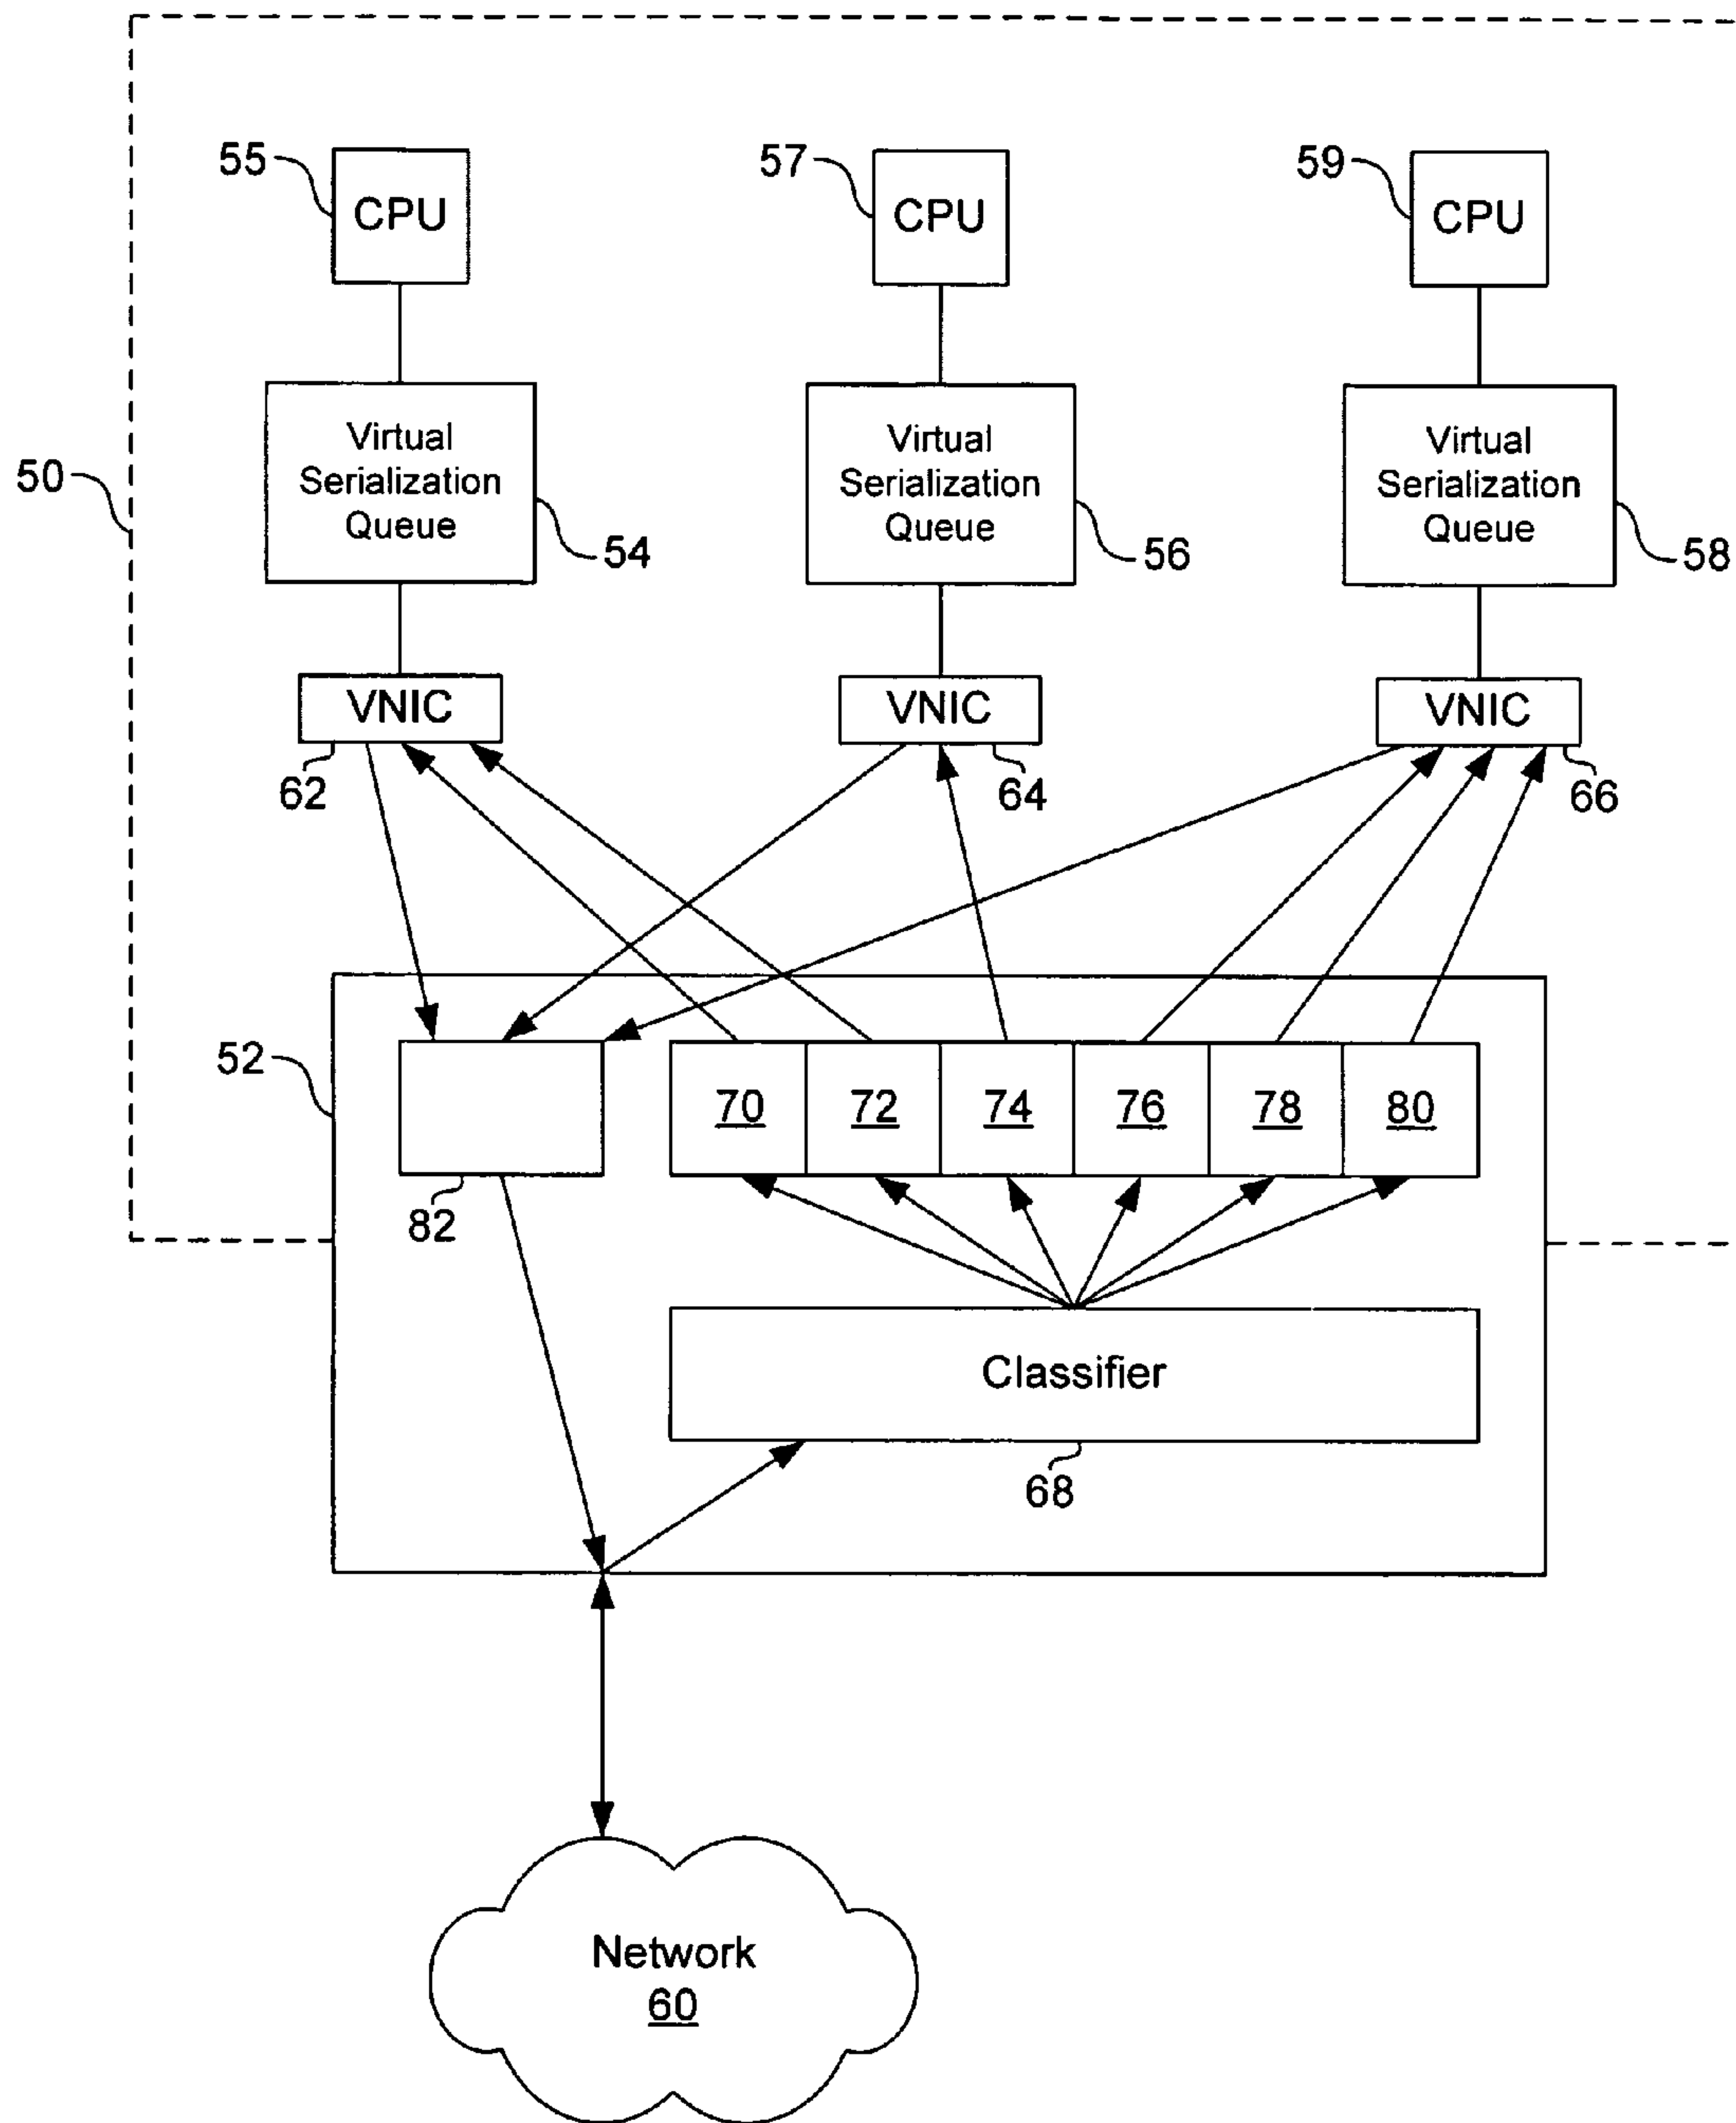 55
CPU
57
CPU
59
CPU
50
Virtual
Serialization
Queue
54
Virtual
Serialization
Queue
56
Virtual
Serialization
Queue
58
VNIC
62
VNIC
64
VNIC
66
52
82
70
72
74
76
78
80
Classifier
68
Network
60